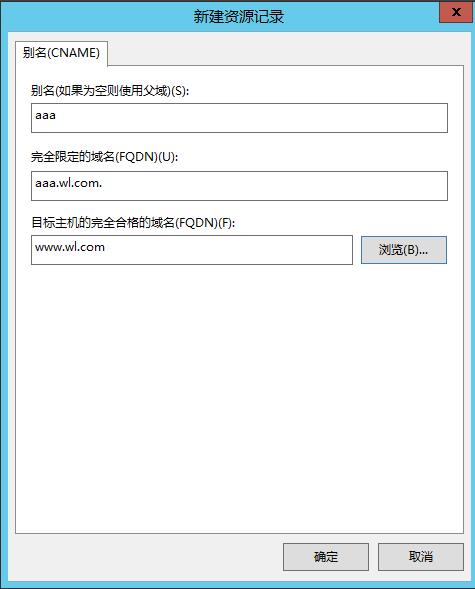 新建资源记录
x
别名(CNAME)
别名(如果为空则使用父域)(S):
aaa
完全限定的域名(FQDN)(U):
aaa.wl.com.
目标主机的完全合格的域名(FQDN)(F):
www.wl.com
浏览(B)...
确定
取消